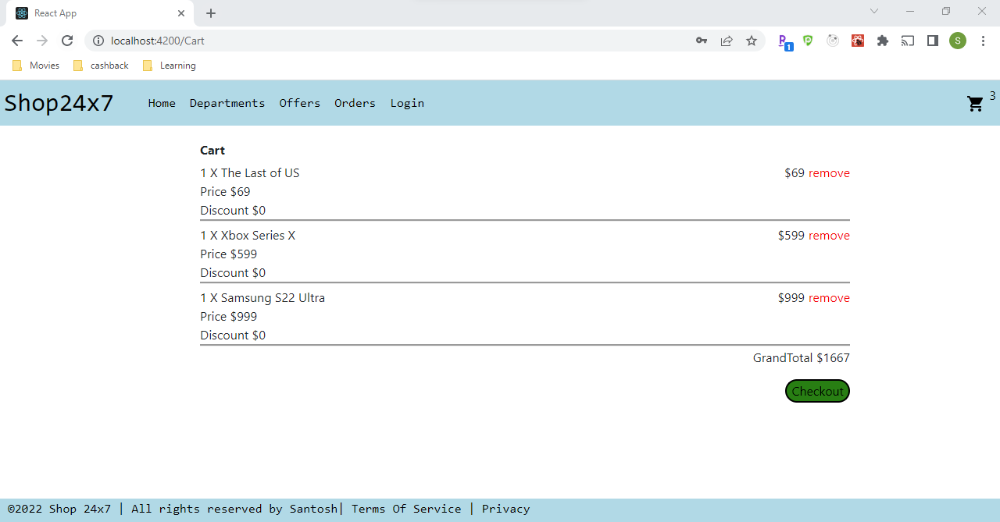 React App
localhost:4200/Cart
1
S
Movies cashback Learning
Shop24x7 Home Departments Offers Orders Login 3
Cart
1 X The Last of US $69 remove
Price $69
Discount $0
1 X Xbox Series X $599 remove
Price $599
Discount $0
1 X Samsung S22 Ultra $999 remove
Price $999
Discount $0
GrandTotal $1667
Checkout
©2022 Shop 24x7 | All rights reserved by Santosh| Terms Of Service | Privacy